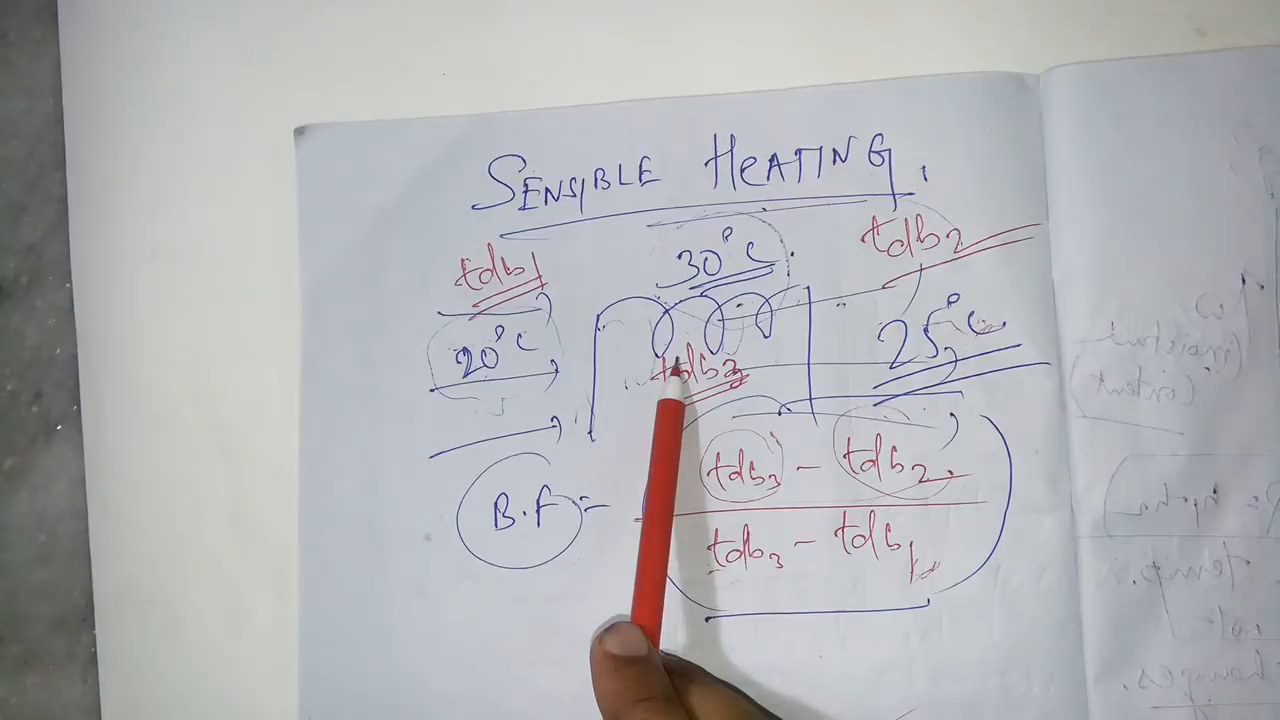 SENSIBLE HEATING.
tdb1 30°C tdb2
20°C 25°C
tdb3
B.F = tdb3 - tdb2
tdb3 - tdb1